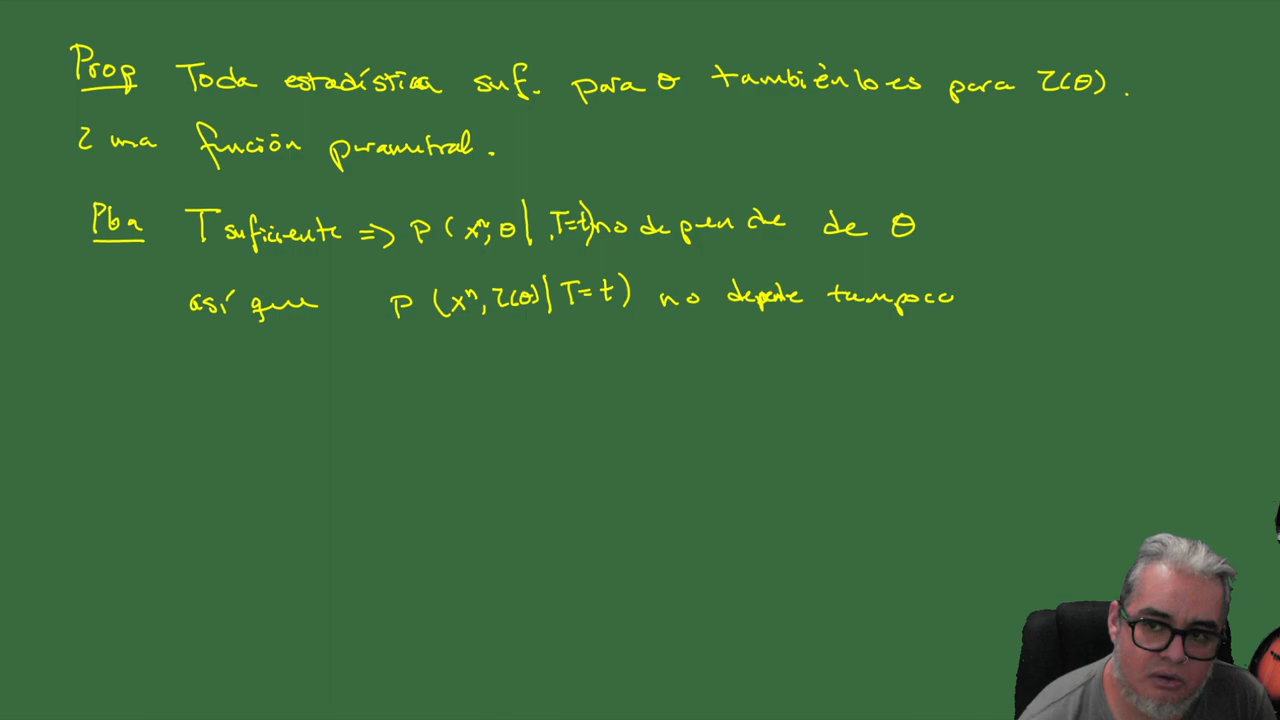 Prop Toda estadística suf. para θ también lo es para τ(θ).
τ una función parametral.
Pba T suficiente => P(xⁿ; θ | , T=t) no depende de θ
así que P(xⁿ, τ(θ) | T=t) no depende tampoco